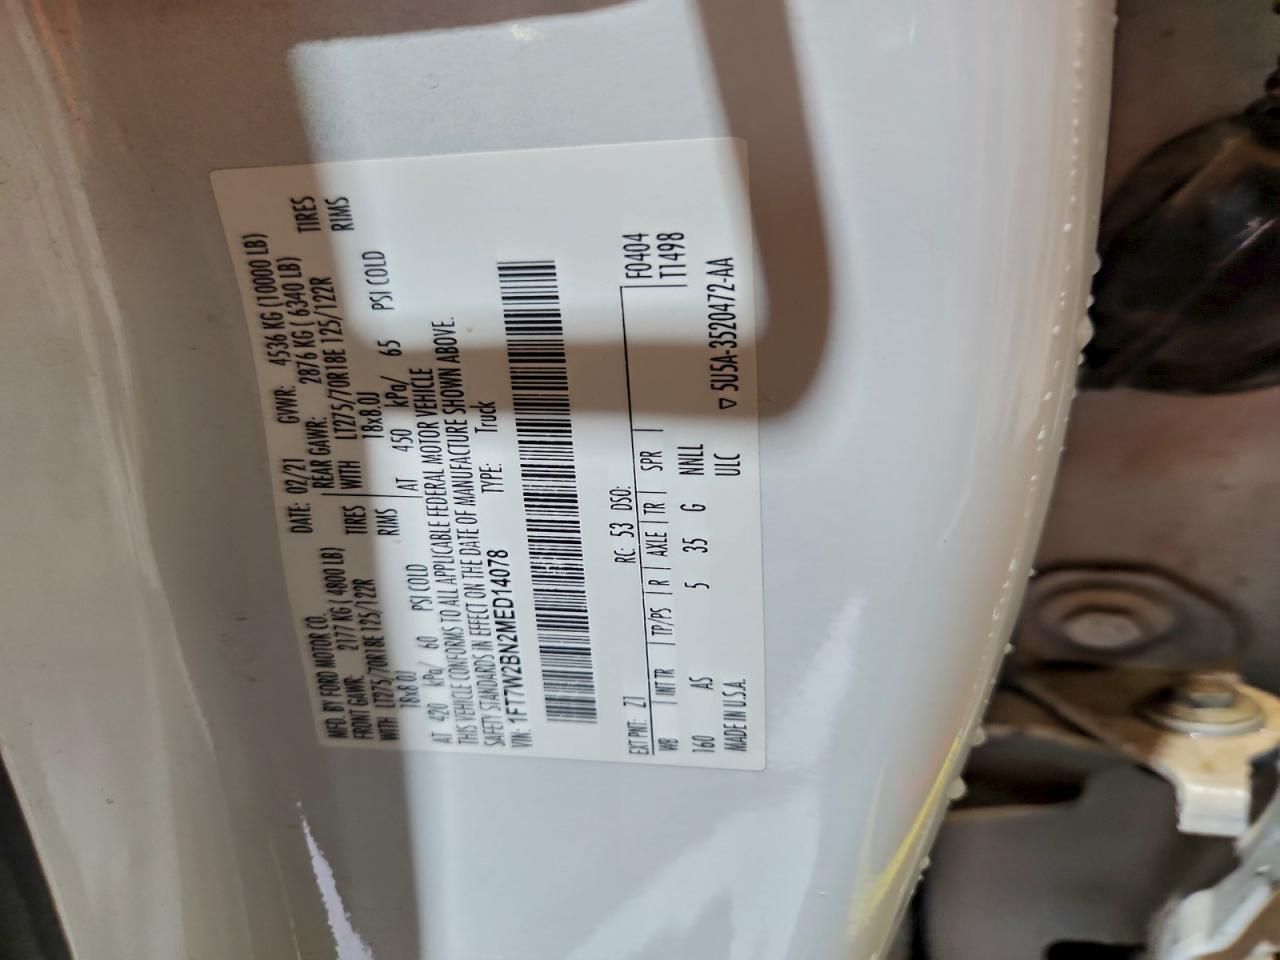 MFD. BY FORD MOTOR CO.
DATE: 02/21 GVWR: 4536 KG (10000 LB)
FRONT GAWR: 2177 KG ( 4800 LB) REAR GAWR: 2876 KG ( 6340 LB)
WITH LT275/70R18E 125/122R TIRES WITH LT275/70R18E 125/122R TIRES
18x8.0J RIMS 18x8.0J RIMS
AT 420 kPa/ 60 PSI COLD AT 450 kPa/ 65 PSI COLD
THIS VEHICLE CONFORMS TO ALL APPLICABLE FEDERAL MOTOR VEHICLE
SAFETY STANDARDS IN EFFECT ON THE DATE OF MANUFACTURE SHOWN ABOVE.
VIN: 1FT7W2BN2MED14078 TYPE: Truck
EXT PNT: Z1 RC: 53 DSO: F0404
WB INT TR TP/PS R AXLE TR SPR T1498
160 AS 5 35 G NNLL
MADE IN U.S.A. ULC ▽ 5U5A-3520472-AA